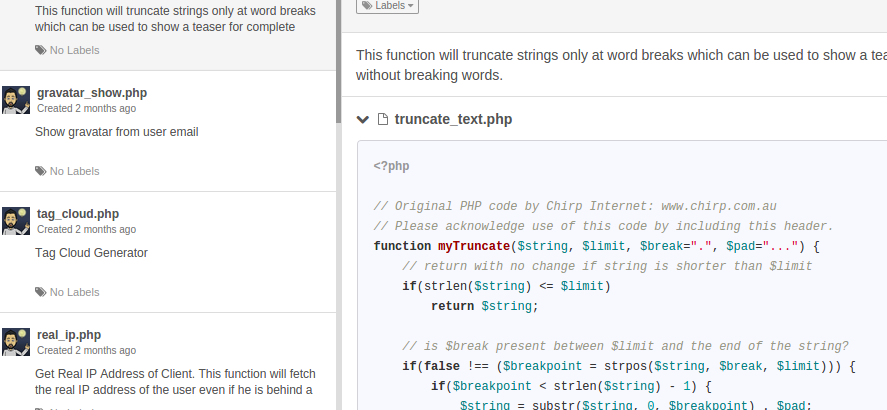 This function will truncate strings only at word breaks
which can be used to show a teaser for complete
No Labels
gravatar_show.php
Created 2 months ago
Show gravatar from user email
No Labels
tag_cloud.php
Created 2 months ago
Tag Cloud Generator
No Labels
real_ip.php
Created 2 months ago
Get Real IP Address of Client. This function will fetch
the real IP address of the user even if he is behind a
Labels
This function will truncate strings only at word breaks which can be used to show a
without breaking words.
truncate_text.php
<?php
// Original PHP code by Chirp Internet: www.chirp.com.au
// Please acknowledge use of this code by including this header.
function myTruncate($string, $limit, $break=".", $pad="...") {
// return with no change if string is shorter than $limit
if(strlen($string) <= $limit)
return $string;
// is $break present between $limit and the end of the string?
if(false !== ($breakpoint = strpos($string, $break, $limit))) {
if($breakpoint < strlen($string) - 1) {
$string = substr($string, 0, $breakpoint) . $pad;